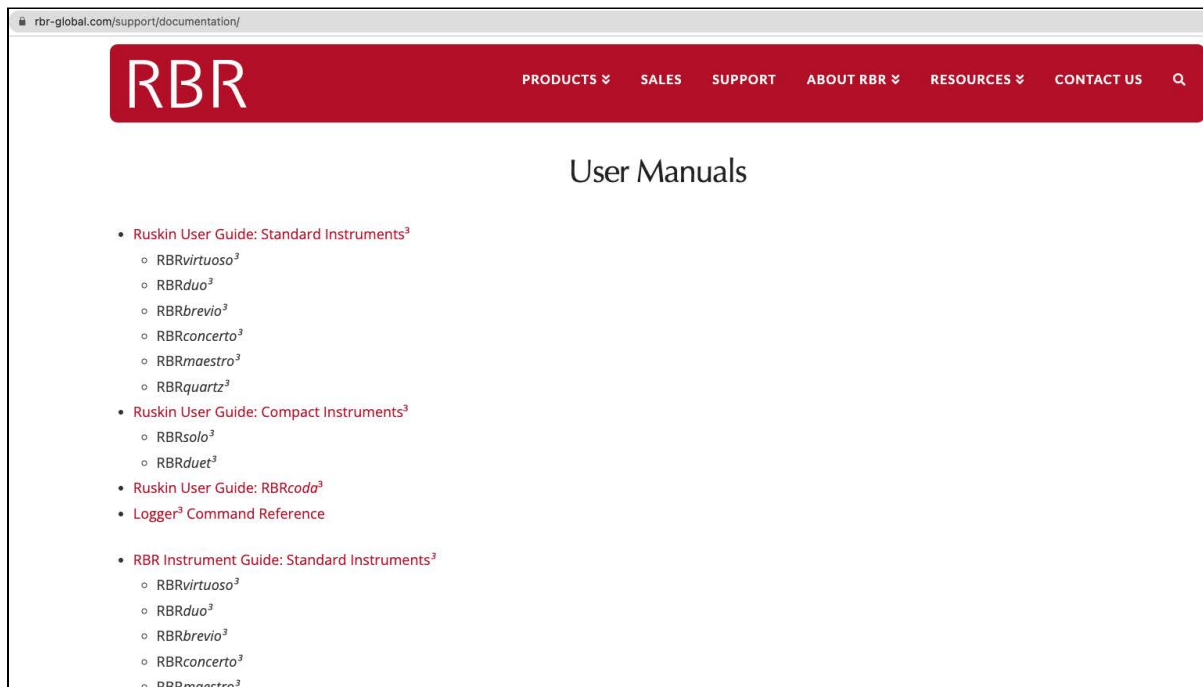 rbr-global.com/support/documentation/
RBR PRODUCTS SALES SUPPORT ABOUT RBR RESOURCES CONTACT US
User Manuals
Ruskin User Guide: Standard Instruments³
RBRvirtuoso³
RBRduo³
RBRbrevio³
RBRconcerto³
RBRmaestro³
RBRquartz³
Ruskin User Guide: Compact Instruments³
RBRsolo³
RBRduet³
Ruskin User Guide: RBRcoda³
Logger³ Command Reference
RBR Instrument Guide: Standard Instruments³
RBRvirtuoso³
RBRduo³
RBRbrevio³
RBRconcerto³
RBRmaestro³